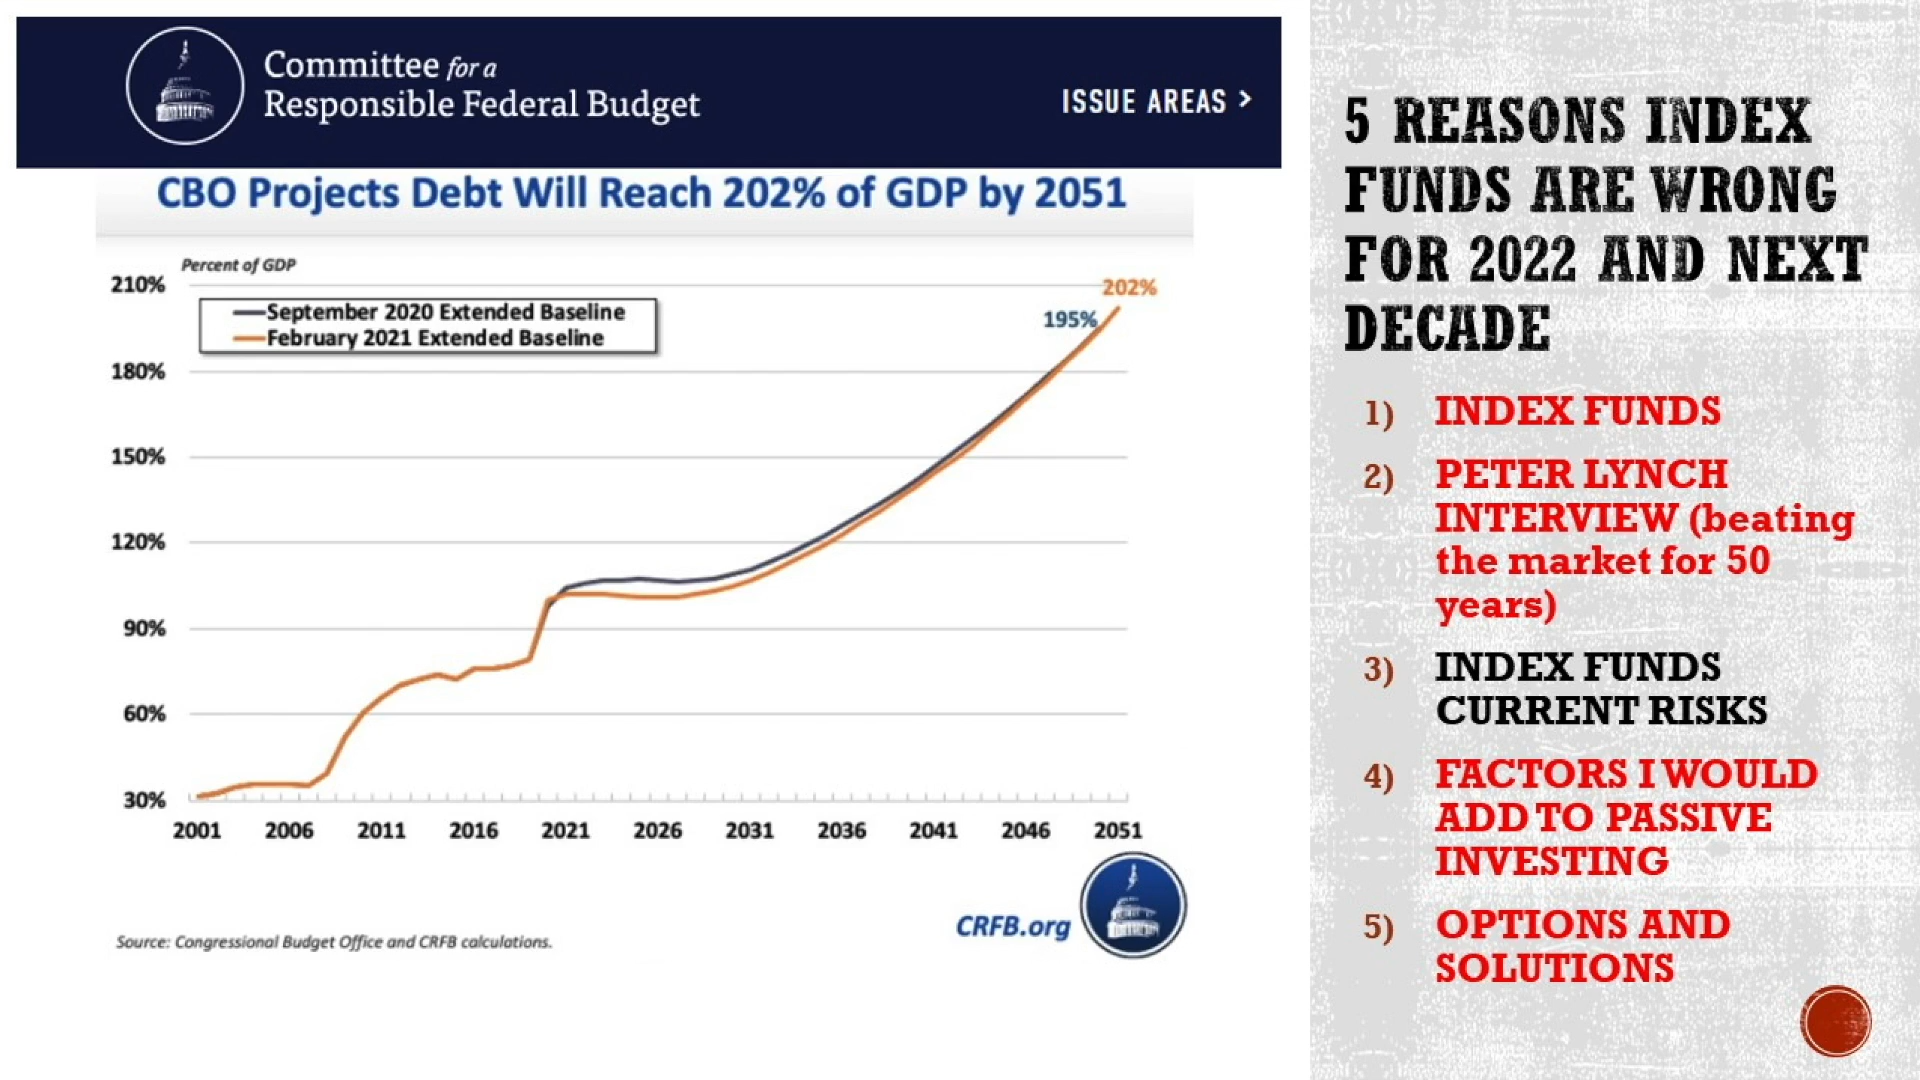 Committee for a
Responsible Federal Budget
ISSUE AREAS >
CBO Projects Debt Will Reach 202% of GDP by 2051
Percent of GDP
210%
180%
150%
120%
90%
60%
30%
September 2020 Extended Baseline
February 2021 Extended Baseline
202%
195%
2001 2006 2011 2016 2021 2026 2031 2036 2041 2046 2051
CRFB.org
Source: Congressional Budget Office and CRFB calculations.
5 REASONS INDEX
FUNDS ARE WRONG
FOR 2022 AND NEXT
DECADE
1) INDEX FUNDS
2) PETER LYNCH
INTERVIEW (beating
the market for 50
years)
3) INDEX FUNDS
CURRENT RISKS
4) FACTORS I WOULD
ADD TO PASSIVE
INVESTING
5) OPTIONS AND
SOLUTIONS